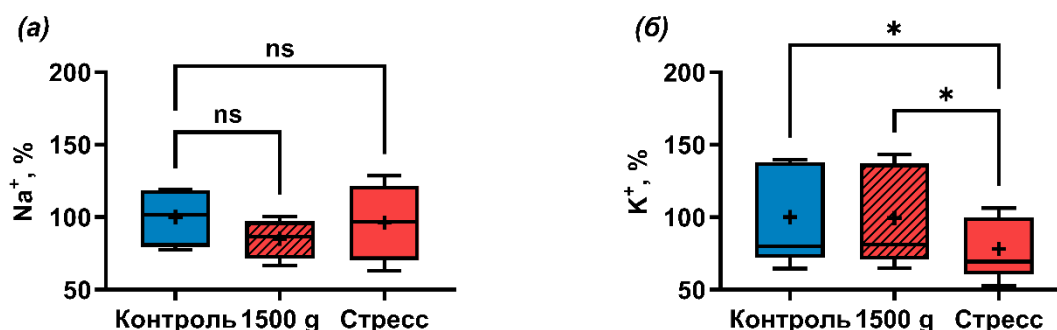 (а)
ns
ns
Na⁺, %
200
150
100
50
Контроль 1500 g Стресс
(б)
*
*
K⁺, %
200
150
100
50
Контроль 1500 g Стресс